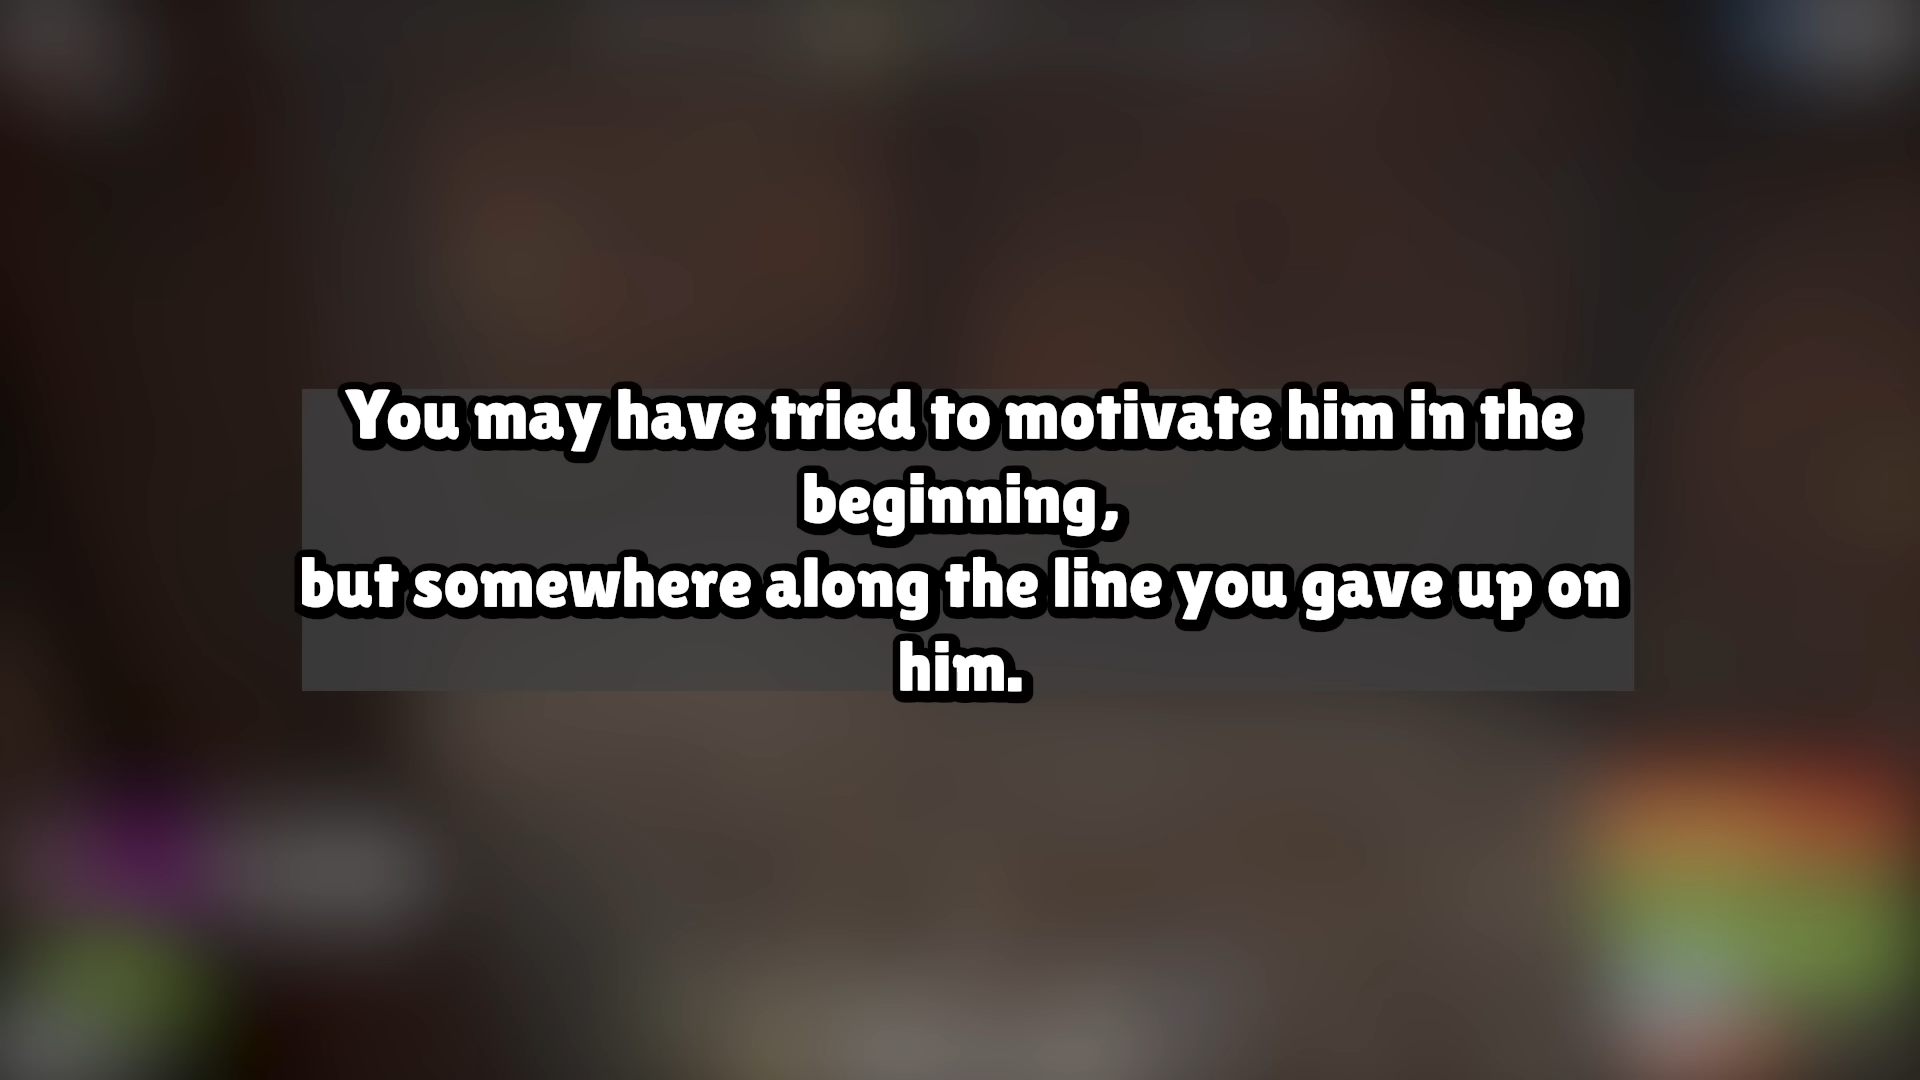 You may have tried to motivate him in the
beginning,
but somewhere along the line you gave up on
him.